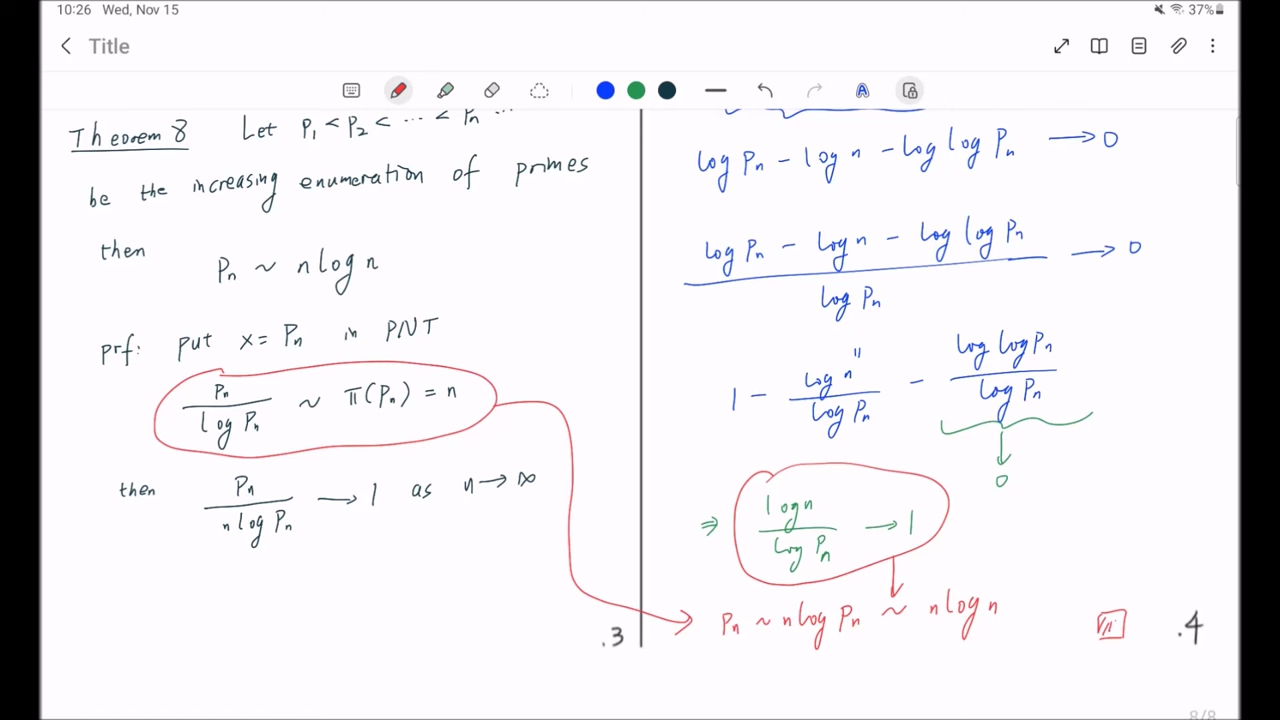 10:26 Wed, Nov 15
37%
Title
Theorem 8 Let P₁ < P₂ < ... < Pₙ ...
be the increasing enumeration of primes
then
Pₙ ~ n log n
prf: put x = Pₙ in PNT
Pₙ / log Pₙ ~ π(Pₙ) = n
then Pₙ / n log Pₙ → 1 as n → ∞
.3
log Pₙ - log n - log log Pₙ → 0
log Pₙ - log n - log log Pₙ / log Pₙ → 0
"
1 - log n / log Pₙ - log log Pₙ / log Pₙ
↓
0
⇒ log n / log Pₙ → 1
↓
Pₙ ~ n log Pₙ ~ n log n
.4
8/8